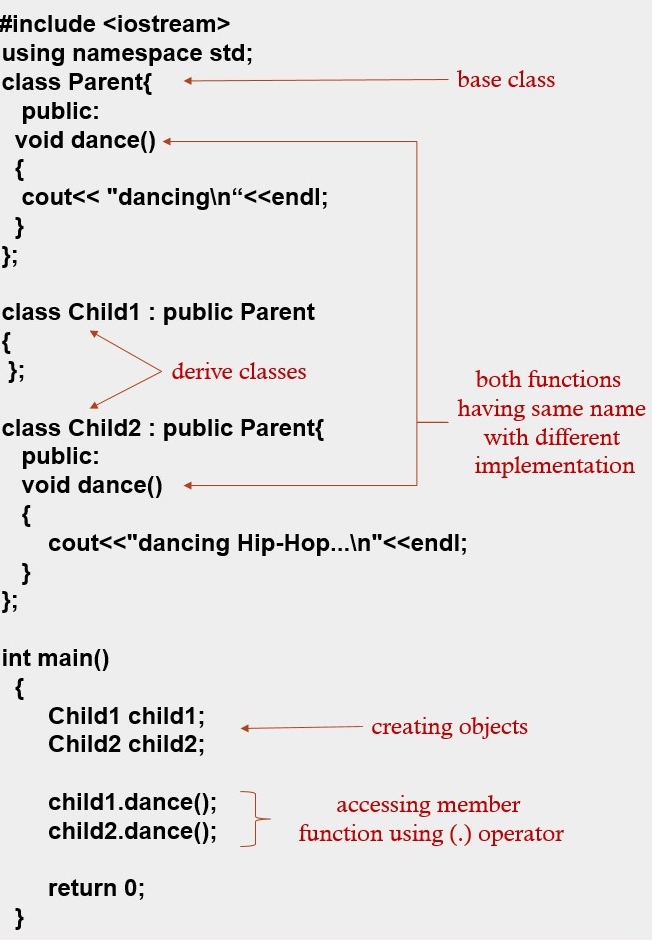 #include <iostream>
using namespace std;
class Parent{
base class
public:
void dance()
{
cout<< "dancing\n“<<endl;
}
};
class Child1 : public Parent
{
};
derive classes
both functions
having same name
with different
implementation
class Child2 : public Parent{
public:
void dance()
{
cout<<"dancing Hip-Hop...\n"<<endl;
}
};
int main()
{
Child1 child1;
Child2 child2;
creating objects
child1.dance();
child2.dance();
accessing member
function using (.) operator
return 0;
}